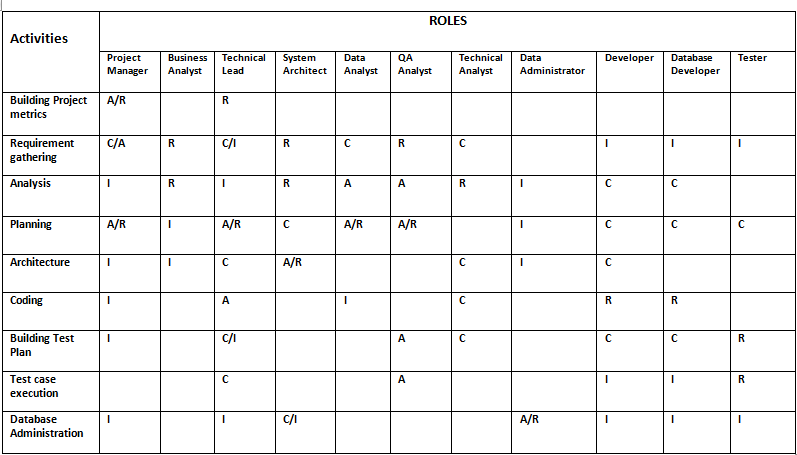 ROLES
Activities
Project Manager Business Analyst Technical Lead System Architect Data Analyst QA Analyst Technical Analyst Data Administrator Developer Database Developer Tester
Building Project metrics A/R R
Requirement gathering C/A R C/I R C R C I I I
Analysis I R I R A A R I C C
Planning A/R I A/R C A/R A/R I C C C
Architecture I I C A/R C I C
Coding I A I C R R
Building Test Plan I C/I A C C C R
Test case execution C A I I R
Database Administration I I C/I A/R I I I